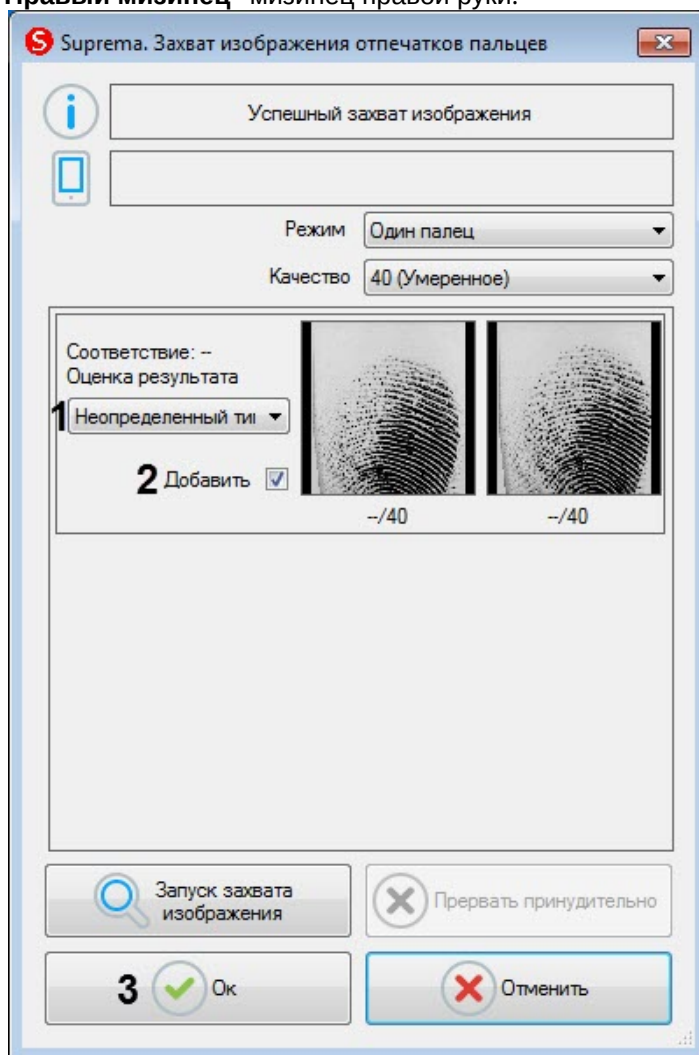 Правый мизинец - мизинец правой руки.
Suprema. Захват изображения отпечатков пальцев
Успешный захват изображения
Режим Один палец
Качество 40 (Умеренное)
Соответствие: --
Оценка результата
1 Неопределенный ти
2 Добавить
--/40 --/40
Запуск захвата
изображения
Прервать принудительно
3 Ок
Отменить